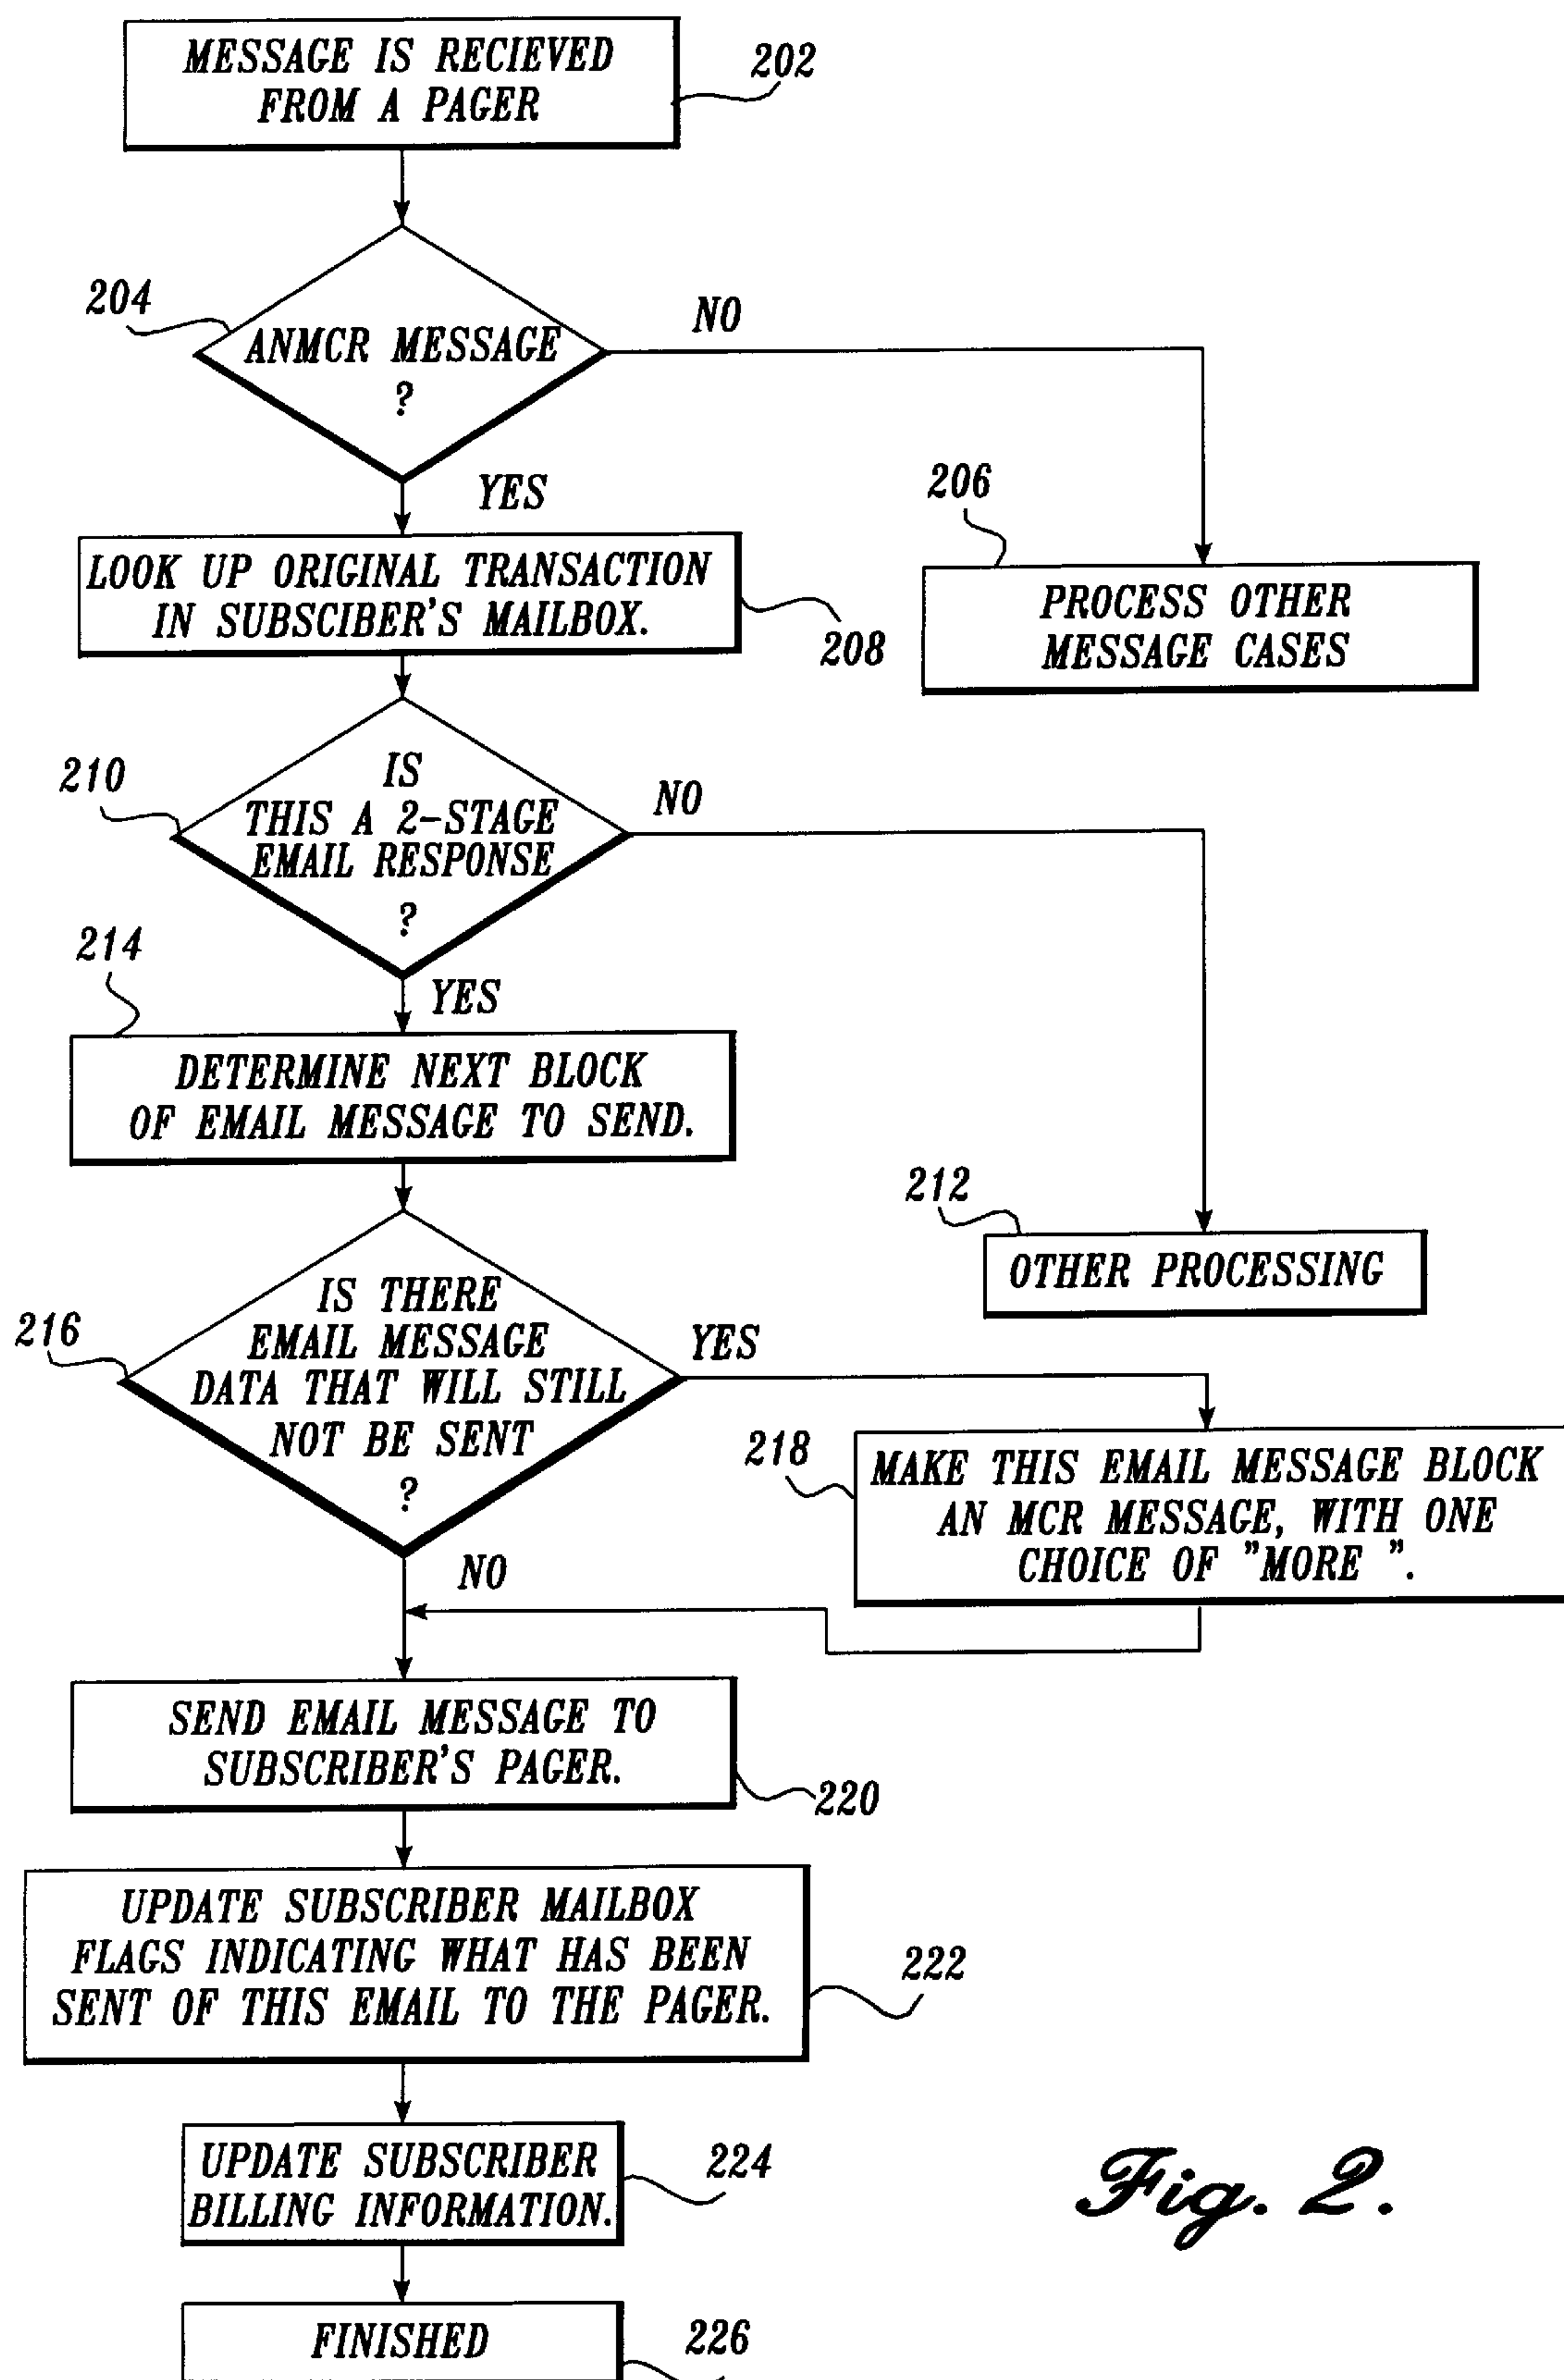 MESSAGE IS RECIEVED
FROM A PAGER
202
204
ANMCR MESSAGE
?
NO
YES
206
PROCESS OTHER
MESSAGE CASES
LOOK UP ORIGINAL TRANSACTION
IN SUBSCIBER'S MAILBOX.
208
210
IS
THIS A 2-STAGE
EMAIL RESPONSE
?
NO
YES
214
DETERMINE NEXT BLOCK
OF EMAIL MESSAGE TO SEND.
212
OTHER PROCESSING
216
IS THERE
EMAIL MESSAGE
DATA THAT WILL STILL
NOT BE SENT
?
YES
NO
218
MAKE THIS EMAIL MESSAGE BLOCK
AN MCR MESSAGE, WITH ONE
CHOICE OF "MORE ".
SEND EMAIL MESSAGE TO
SUBSCRIBER'S PAGER.
220
UPDATE SUBSCRIBER MAILBOX
FLAGS INDICATING WHAT HAS BEEN
SENT OF THIS EMAIL TO THE PAGER.
222
UPDATE SUBSCRIBER
BILLING INFORMATION.
224
FINISHED
226
Fig. 2.